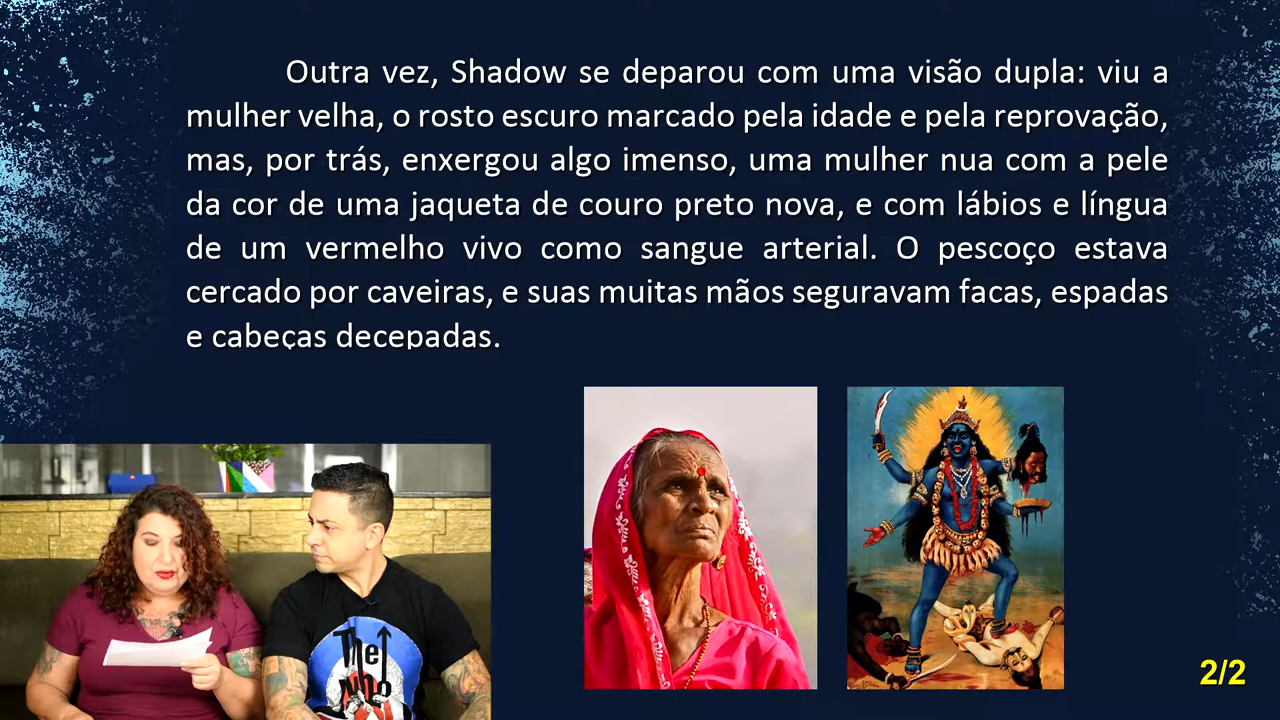 Outra vez, Shadow se deparou com uma visão dupla: viu a
mulher velha, o rosto escuro marcado pela idade e pela reprovação,
mas, por trás, enxergou algo imenso, uma mulher nua com a pele
da cor de uma jaqueta de couro preto nova, e com lábios e língua
de um vermelho vivo como sangue arterial. O pescoço estava
cercado por caveiras, e suas muitas mãos seguravam facas, espadas
e cabeças decepadas.
The
Who
2/2